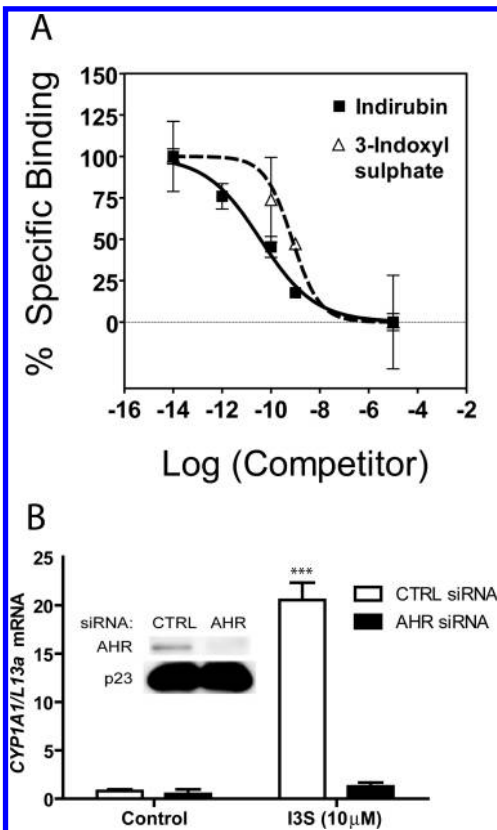 A
150
125
100
75
50
25
0
% Specific Binding
Indirubin
3-Indoxyl
sulphate
-16 -14 -12 -10 -8 -6 -4
Log (Competitor)
B
25
20
15
10
5
0
CYP1A1/L13a mRNA
siRNA: CTRL AHR
AHR
p23
***
CTRL siRNA
AHR siRNA
Control I3S (10μM)